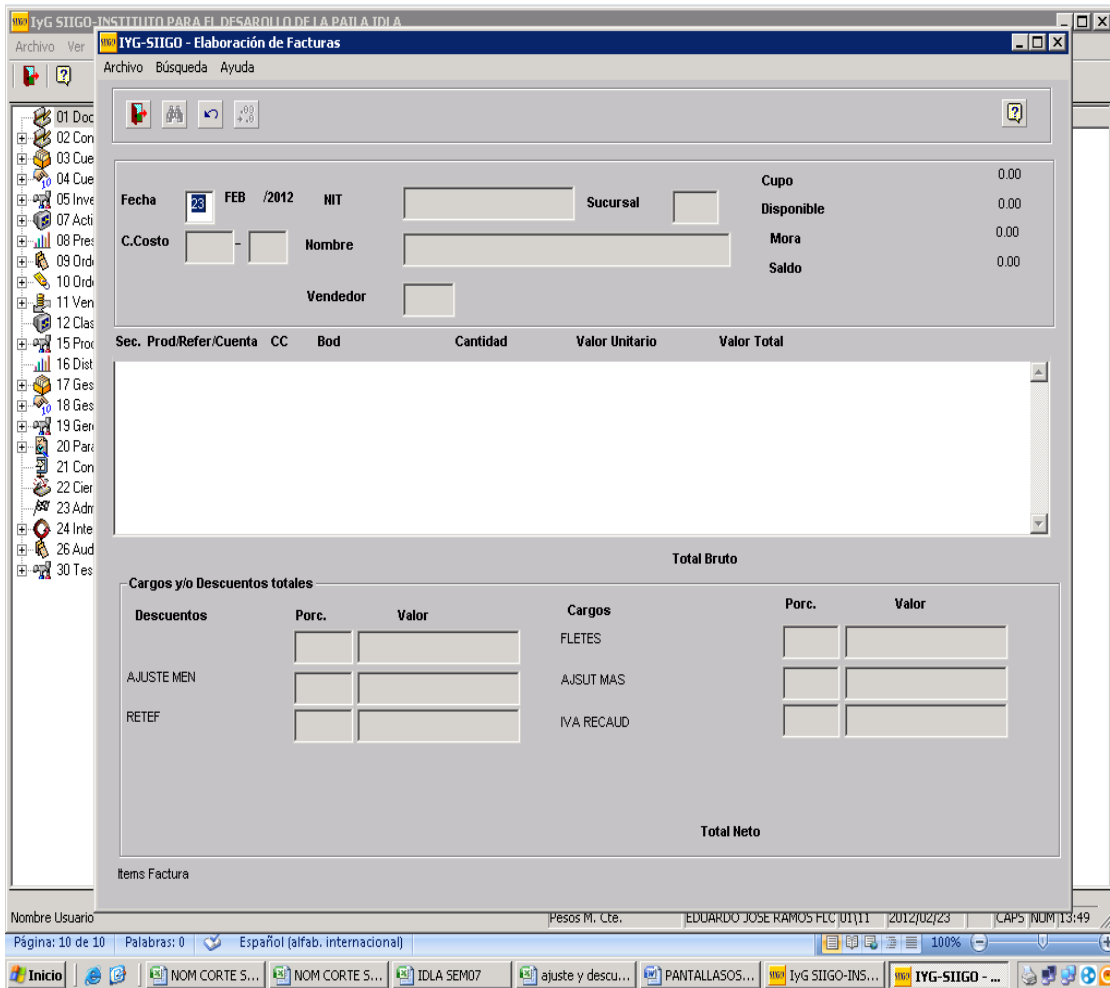 IyG SIIGO-INSTITUTO PARA EL DESAROLLO DE LA PAILA IDLA
Archivo Ver
IYG-SIIGO - Elaboración de Facturas
Archivo Búsqueda Ayuda
01 Doc
02 Con
03 Cue
04 Cue
05 Inve
07 Acti
08 Pres
09 Orde
10 Orde
11 Ven
12 Clas
15 Proc
16 Dist
17 Ges
18 Ges
19 Gere
20 Para
21 Con
22 Cier
23 Adm
24 Inte
26 Aud
30 Tes
Fecha 23 FEB /2012 NIT Sucursal
C.Costo - Nombre
Vendedor
Cupo 0.00
Disponible 0.00
Mora 0.00
Saldo 0.00
Sec. Prod/Refer/Cuenta CC Bod Cantidad Valor Unitario Valor Total
Total Bruto
Cargos y/o Descuentos totales
Descuentos Porc. Valor Cargos Porc. Valor
FLETES
AJUSTE MEN AJSUT MAS
RETEF IVA RECAUD
Total Neto
Items Factura
Nombre Usuario Pesos M. Cte. EDUARDO JOSE RAMOS FLC 01\11 2012/02/23 CAPS NUM 13:49
Página: 10 de 10 Palabras: 0 Español (alfab. internacional) 100%
Inicio NOM CORTE S... NOM CORTE S... IDLA SEM07 ajuste y descu... PANTALLASOS... IyG SIIGO-INS... IYG-SIIGO - ...